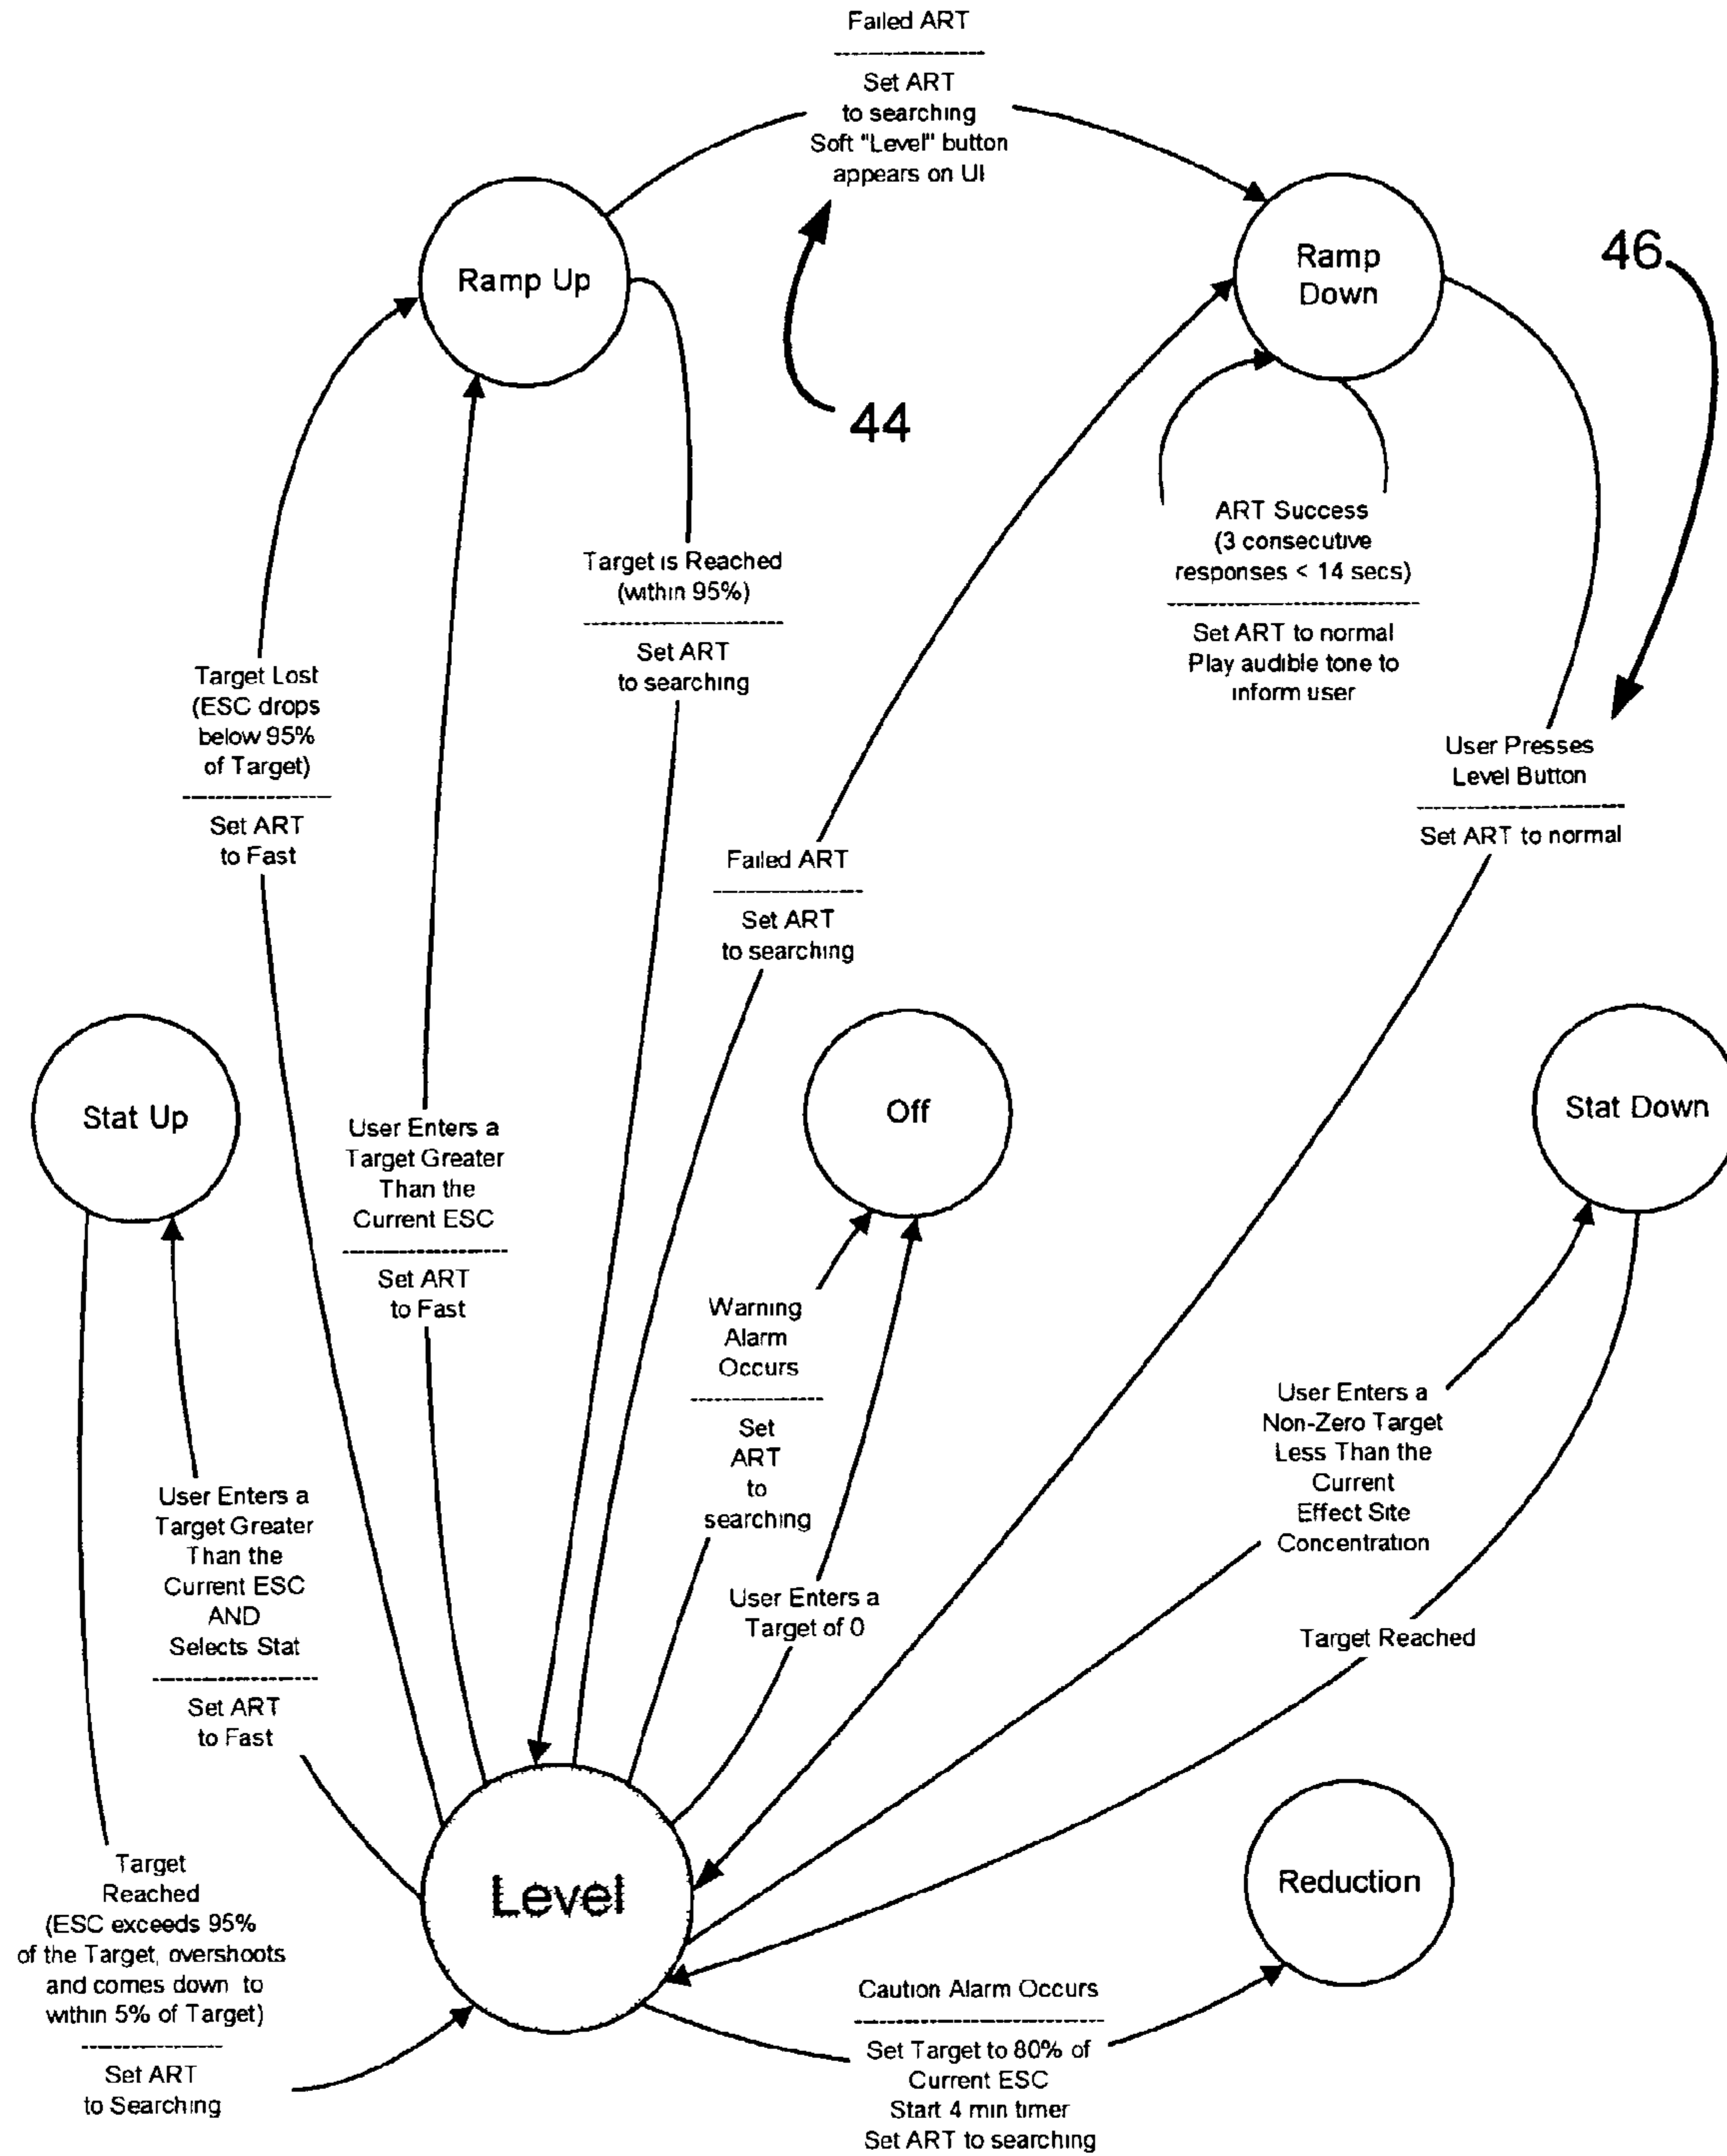 Failed ART
Set ART
to searching
Soft "Level" button
appears on UI
Ramp Up
Ramp
Down
46
44
ART Success
(3 consecutive
responses < 14 secs)
Set ART to normal
Play audible tone to
inform user
Target is Reached
(within 95%)
Set ART
to searching
Target Lost
(ESC drops
below 95%
of Target)
Set ART
to Fast
User Presses
Level Button
Set ART to normal
Failed ART
Set ART
to searching
Stat Up
Off
Stat Down
User Enters a
Target Greater
Than the
Current ESC
Set ART
to Fast
Warning
Alarm
Occurs
Set
ART
to
searching
User Enters a
Non-Zero Target
Less Than the
Current
Effect Site
Concentration
User Enters a
Target Greater
Than the
Current ESC
AND
Selects Stat
Set ART
to Fast
User Enters a
Target of 0
Target Reached
Level
Reduction
Target
Reached
(ESC exceeds 95%
of the Target, overshoots
and comes down to
within 5% of Target)
Set ART
to Searching
Caution Alarm Occurs
Set Target to 80% of
Current ESC
Start 4 min timer
Set ART to searching